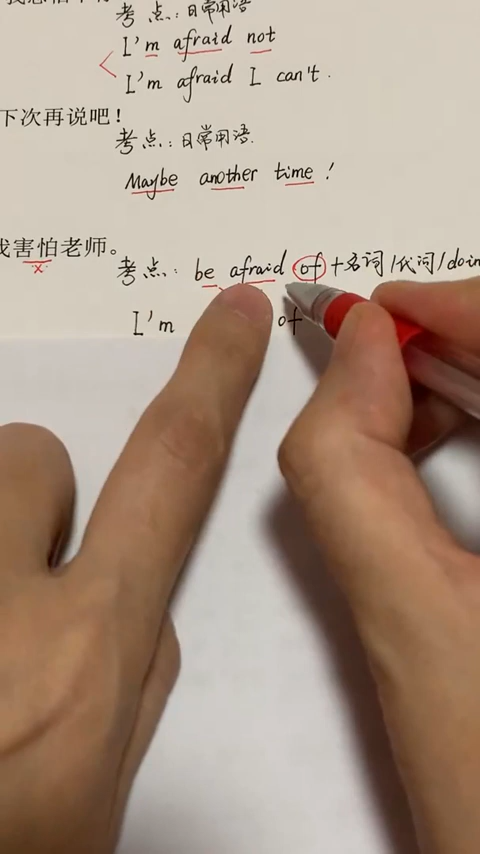 考点：日常用语
I'm afraid not
I'm afraid I can't.
下次再说吧！
考点：日常用语.
Maybe another time!
我害怕老师。
考点: be afraid of +名词/代词/doin
I'm of